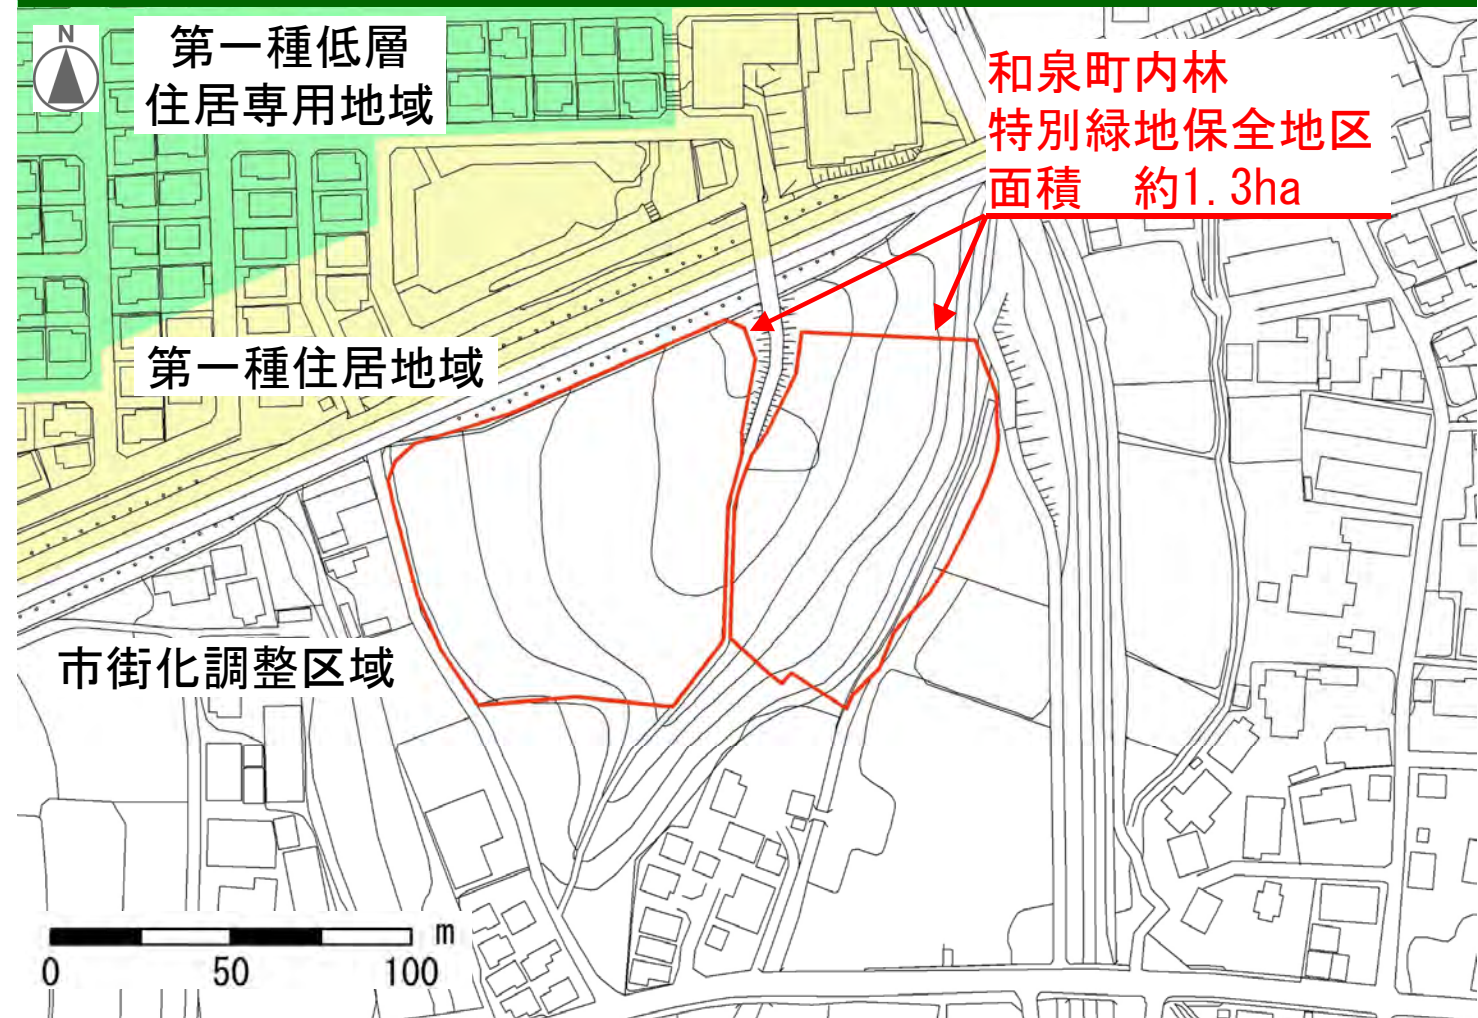 N
第一種低層
住居専用地域
和泉町内林
特別緑地保全地区
面積　約1.3ha
第一種住居地域
市街化調整区域
m
0 50 100